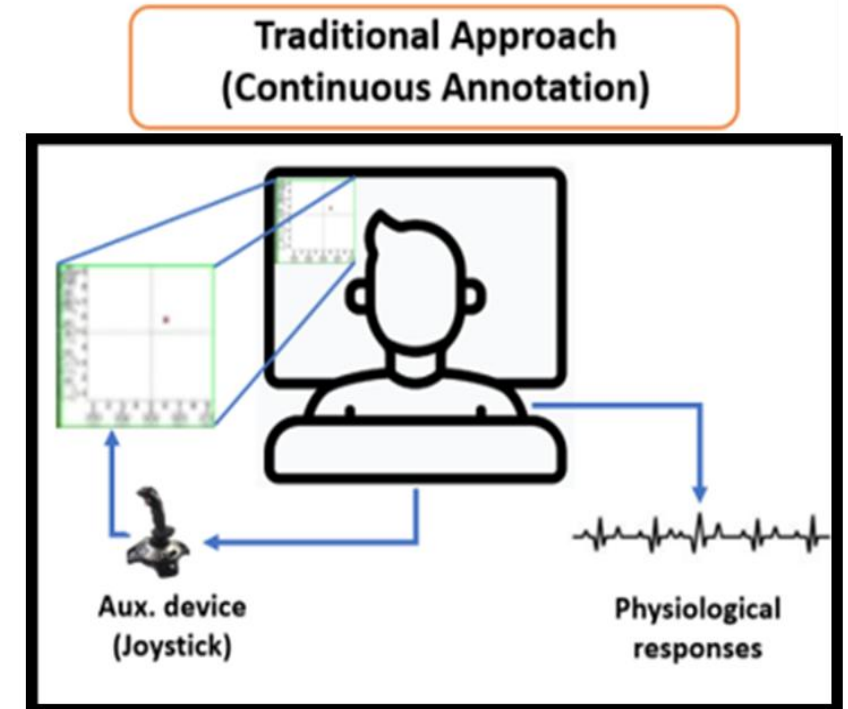 Traditional Approach
(Continuous Annotation)
Aux. device
(Joystick)
Physiological
responses